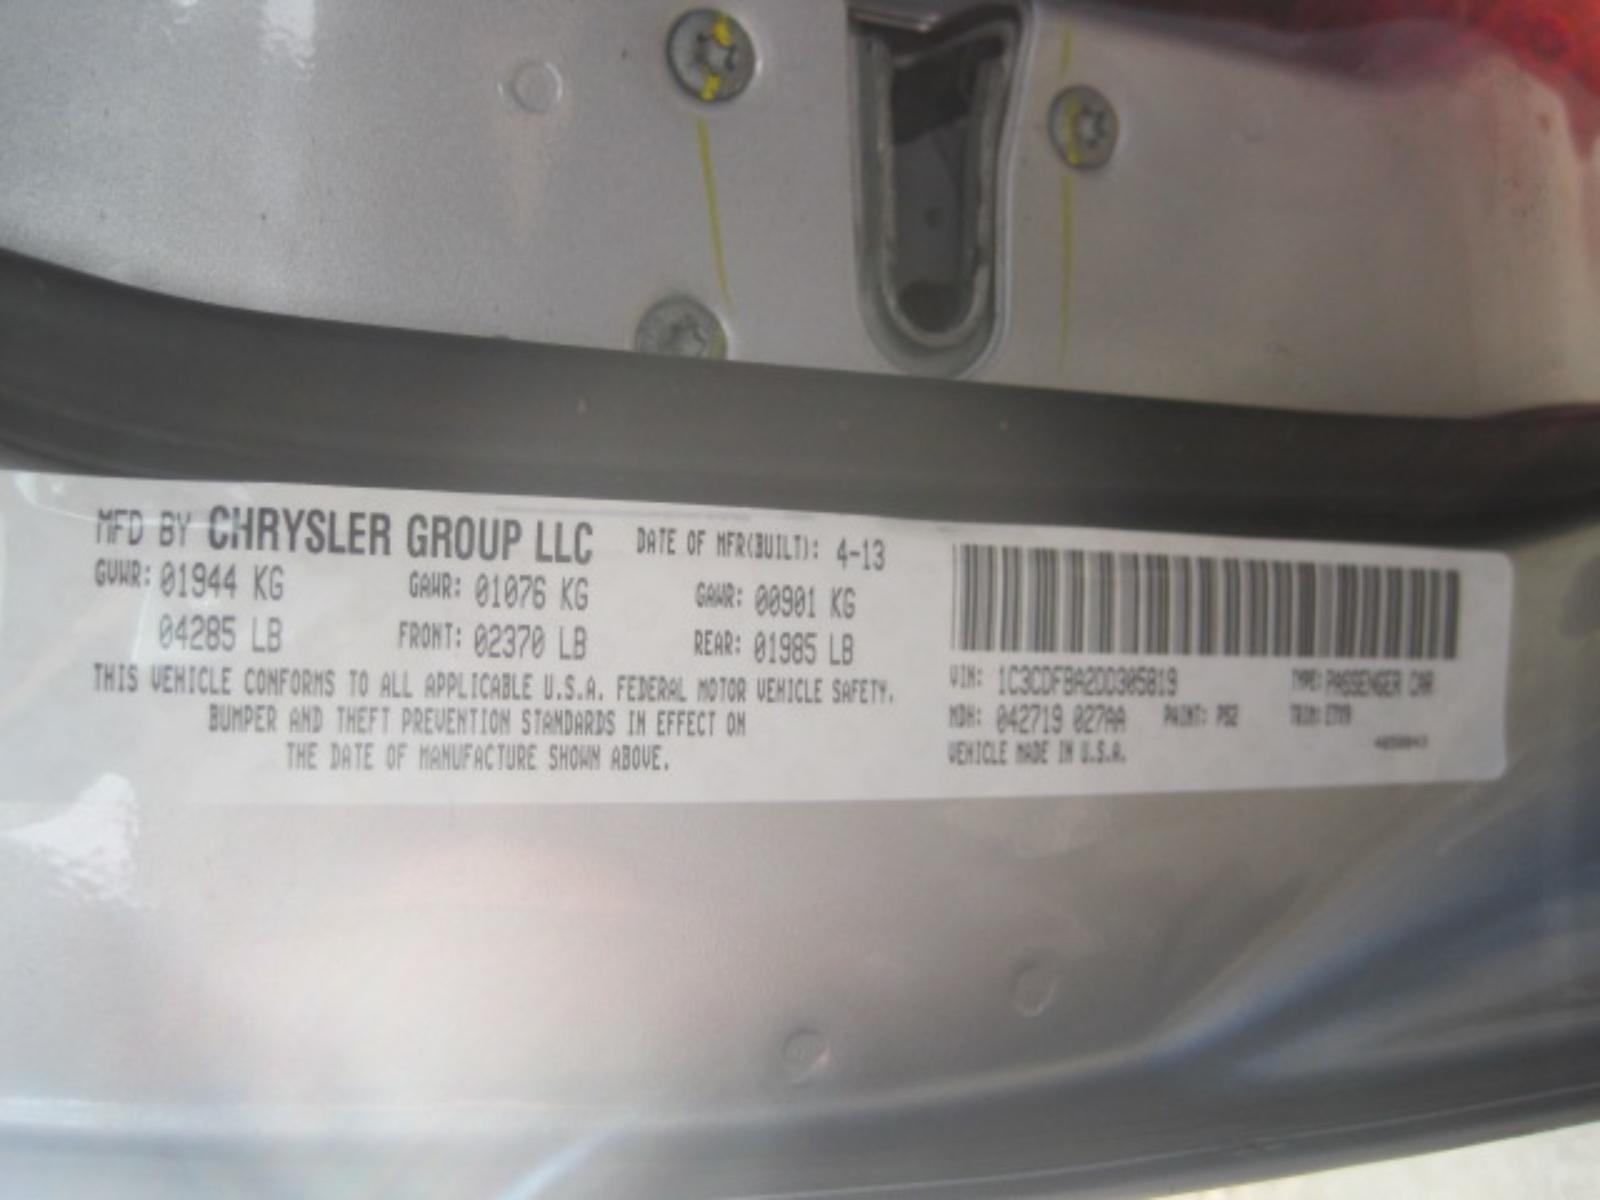 MFD BY CHRYSLER GROUP LLC DATE OF MFR(BUILT): 4-13
GVWR: 01944 KG GAWR: 01076 KG GAWR: 00901 KG
04285 LB FRONT: 02370 LB REAR: 01985 LB
THIS VEHICLE CONFORMS TO ALL APPLICABLE U.S.A. FEDERAL MOTOR VEHICLE SAFETY,
BUMPER AND THEFT PREVENTION STANDARDS IN EFFECT ON
THE DATE OF MANUFACTURE SHOWN ABOVE.
VIN: 1C3CDFBA2DD305819 TYPE: PASSENGER CAR
MDH: 042719 027AA PAINT: PS2 TRIM:
VEHICLE MADE IN U.S.A.